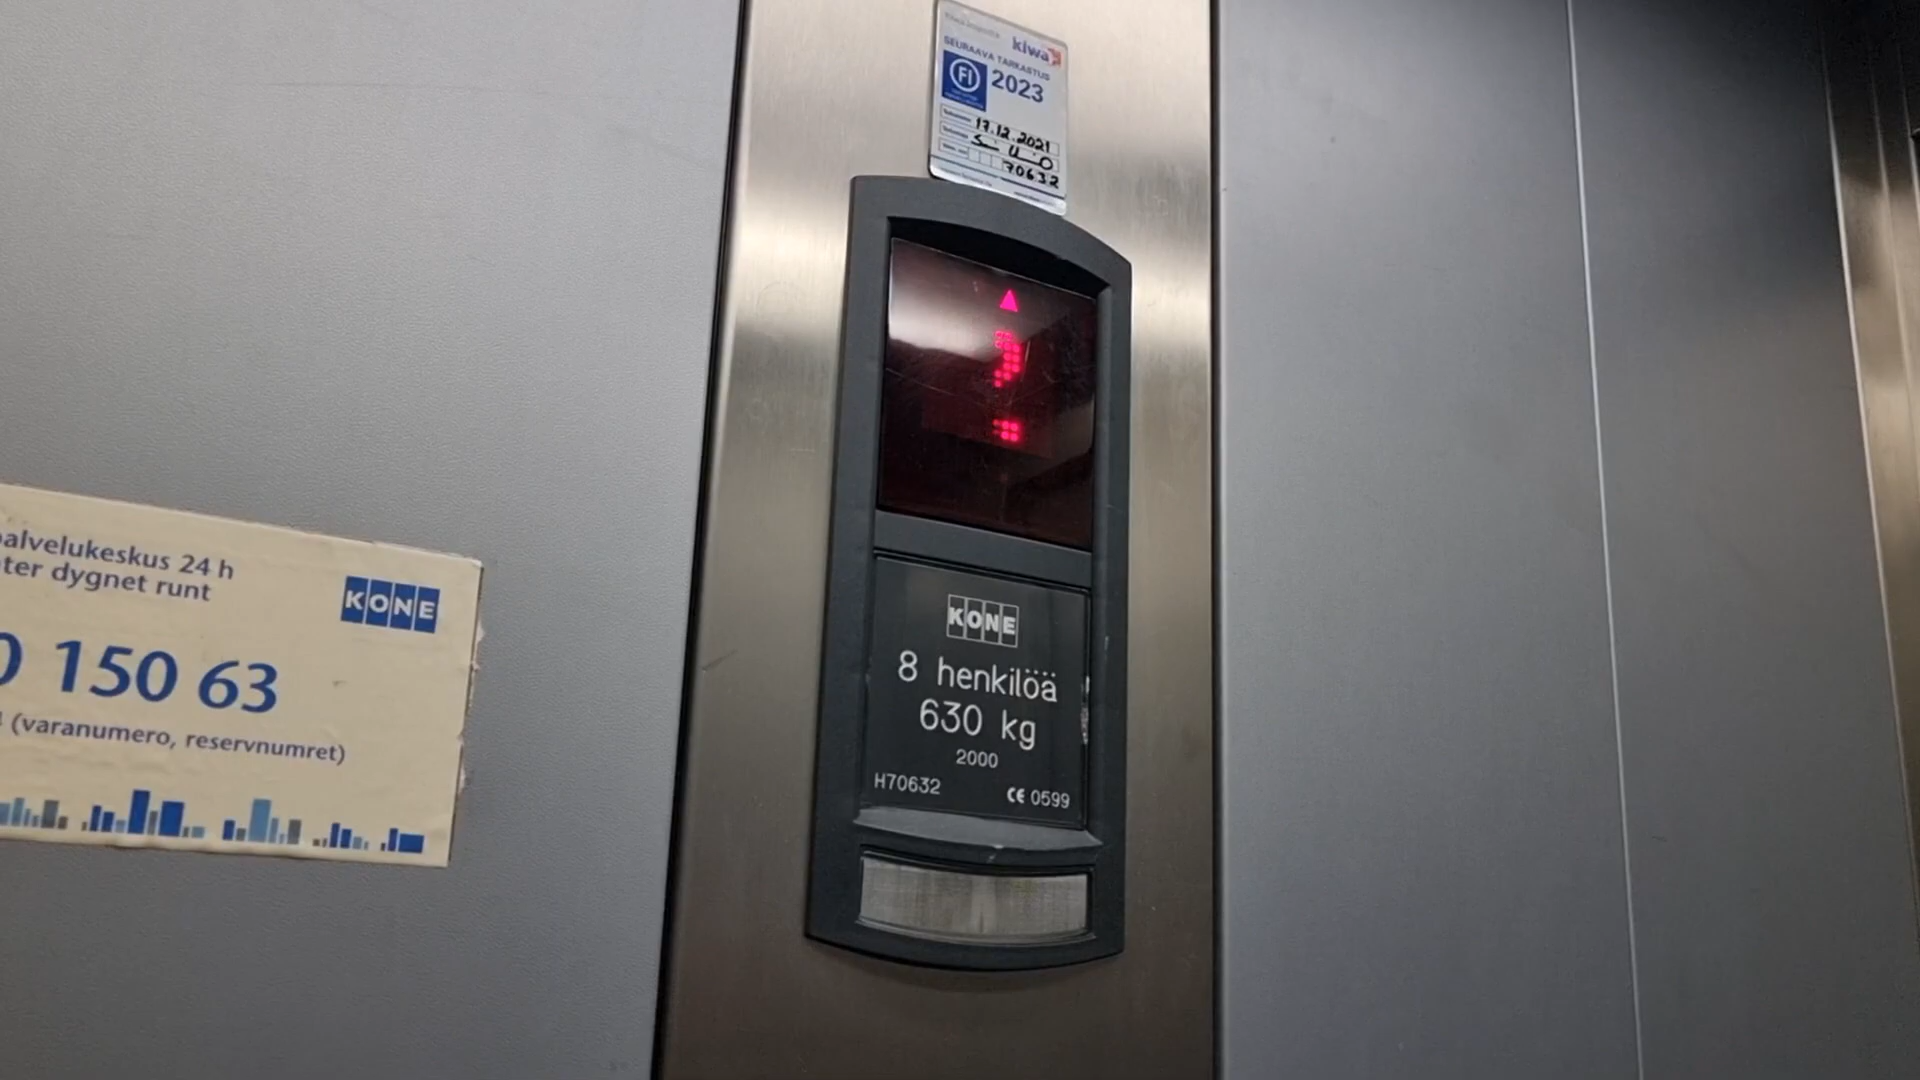 kiwa
SEURAAVA TARKASTUS
FI
2023
17.12.2021
70632
palvelukeskus 24 h
dygnet runt
KONE
0 150 63
(varanumero, reservnumret)
KONE
8 henkilöä
630 kg
2000
H70632
CE 0599